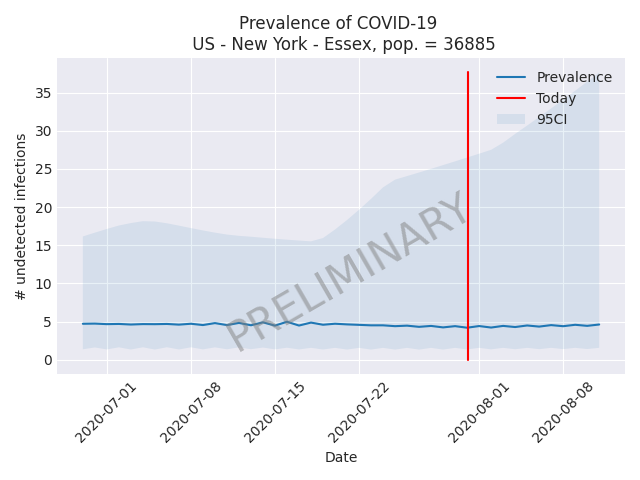 Prevalence of COVID-19
US - New York - Essex, pop. = 36885
Prevalence
Today
95CI
# undetected infections
35
30
25
20
15
10
5
0
PRELIMINARY
2020-07-01
2020-07-08
2020-07-15
2020-07-22
2020-08-01
2020-08-08
Date